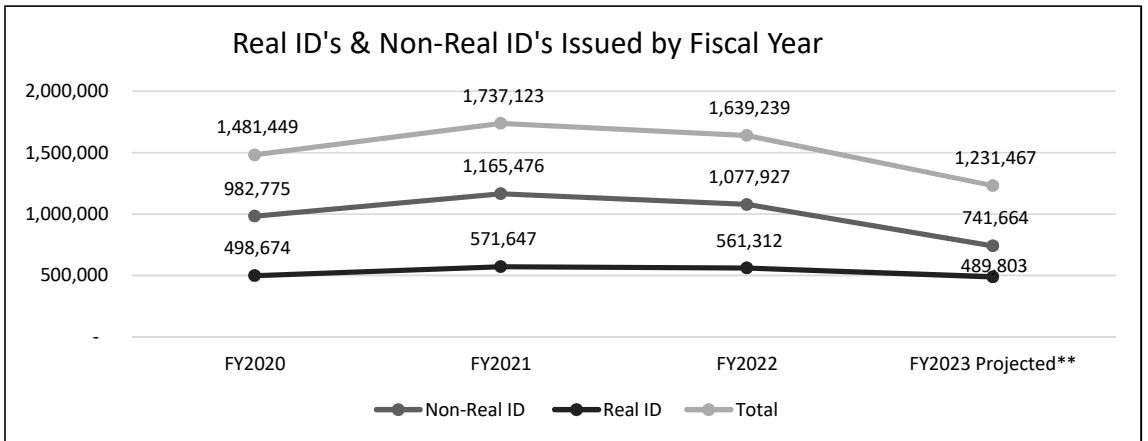 Real ID's & Non-Real ID's Issued by Fiscal Year
2,000,000
1,500,000
1,000,000
500,000
-
1,481,449
1,737,123
1,639,239
1,231,467
982,775
1,165,476
1,077,927
741,664
498,674
571,647
561,312
489,803
FY2020
FY2021
FY2022
FY2023 Projected**
Non-Real ID
Real ID
Total